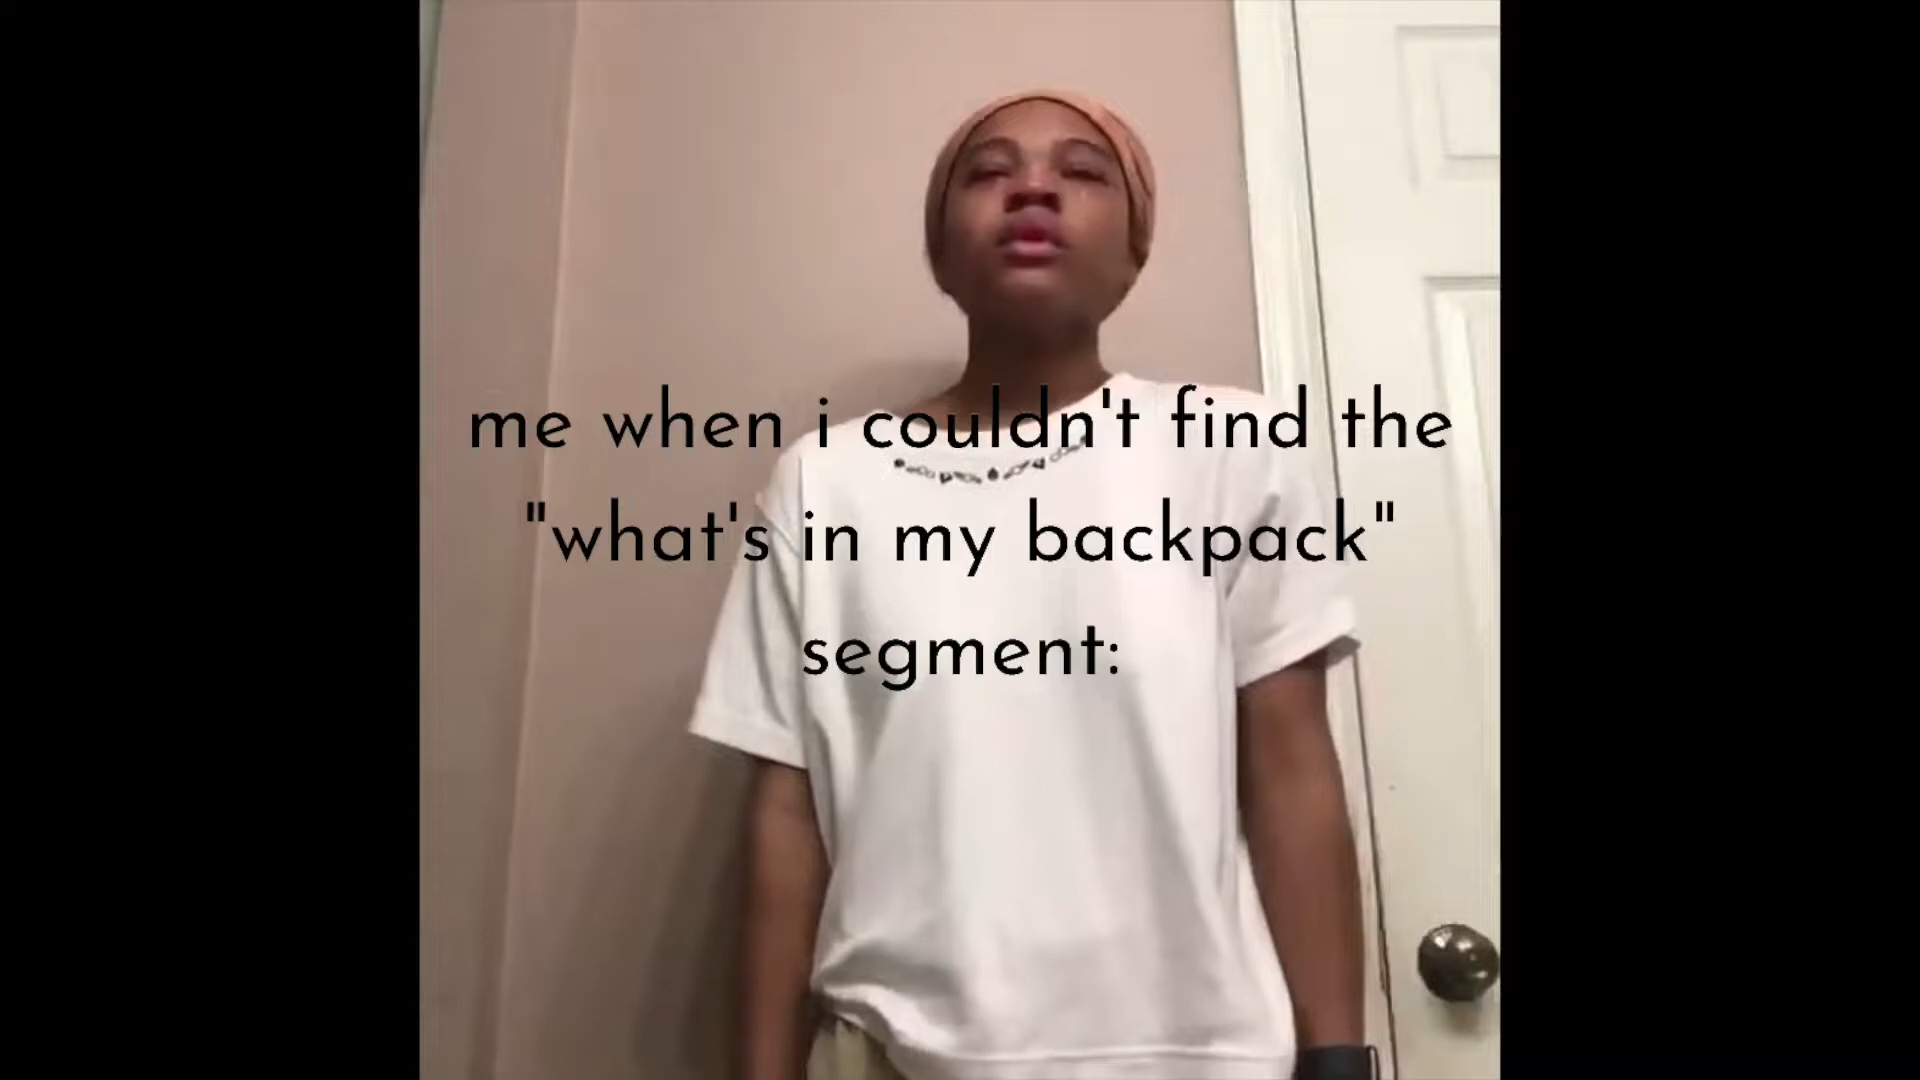 me when i couldn't find the
"what's in my backpack"
segment: